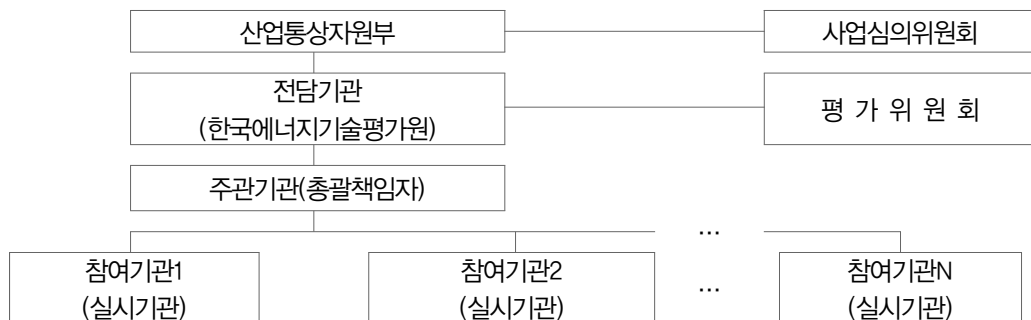 산업통상자원부
사업심의위원회
전담기관
(한국에너지기술평가원)
평 가 위 원 회
주관기관(총괄책임자)
...
참여기관1
(실시기관)
참여기관2
(실시기관)
...
참여기관N
(실시기관)